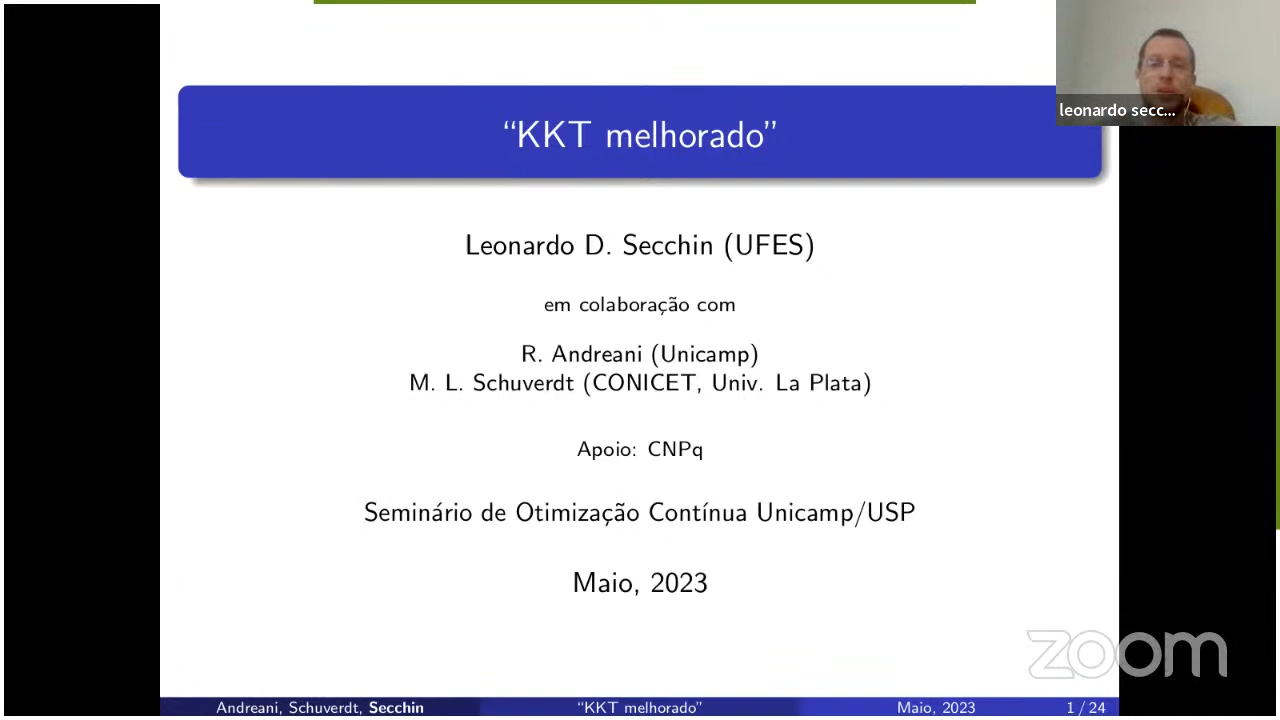 “KKT melhorado”
leonardo secc...
Leonardo D. Secchin (UFES)
em colaboração com
R. Andreani (Unicamp)
M. L. Schuverdt (CONICET, Univ. La Plata)
Apoio: CNPq
Seminário de Otimização Contínua Unicamp/USP
Maio, 2023
zoom
Andreani, Schuverdt, Secchin “KKT melhorado” Maio, 2023 1 / 24